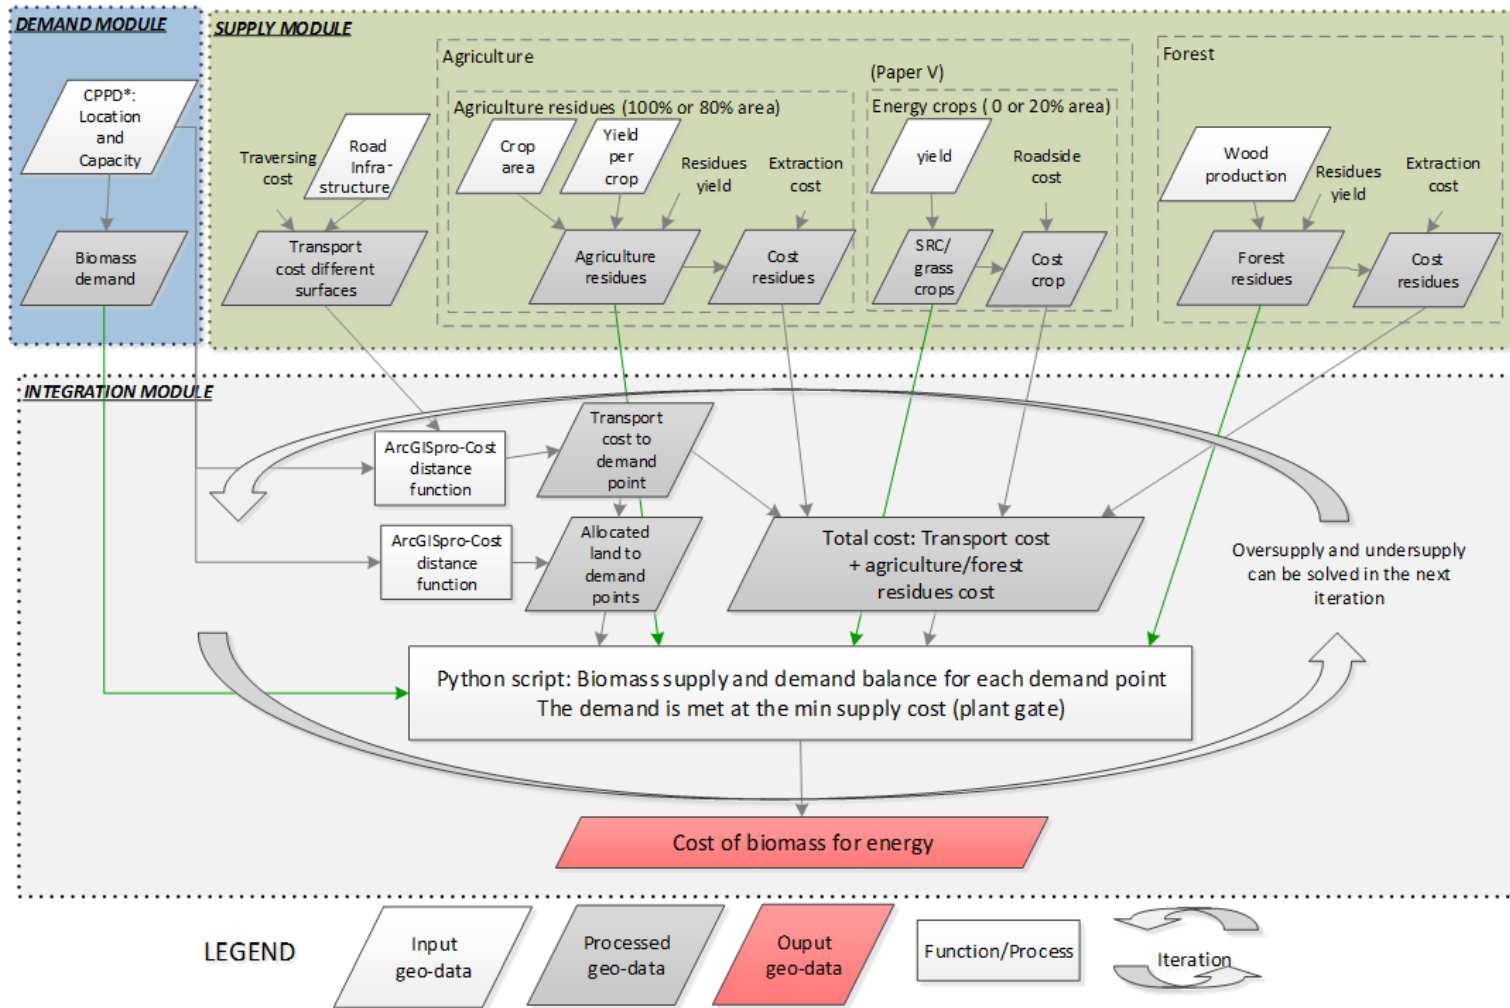 DEMAND MODULE
CPPD*:
Location
and
Capacity
Biomass
demand
SUPPLY MODULE
Traversing
cost
Road
Infra-
structure
Transport
cost different
surfaces
Agriculture
Agriculture residues (100% or 80% area)
Crop
area
Yield
per
crop
Residues
yield
Extraction
cost
Agriculture
residues
Cost
residues
(Paper V)
Energy crops ( 0 or 20% area)
yield
Roadside
cost
SRC/
grass
crops
Cost
crop
Forest
Wood
production
Residues
yield
Extraction
cost
Forest
residues
Cost
residues
INTEGRATION MODULE
ArcGISpro-Cost
distance
function
Transport
cost to
demand
point
ArcGISpro-Cost
distance
function
Allocated
land to
demand
points
Total cost: Transport cost
+ agriculture/forest
residues cost
Oversupply and undersupply
can be solved in the next
iteration
Python script: Biomass supply and demand balance for each demand point
The demand is met at the min supply cost (plant gate)
Cost of biomass for energy
LEGEND
Input
geo-data
Processed
geo-data
Ouput
geo-data
Function/Process
Iteration